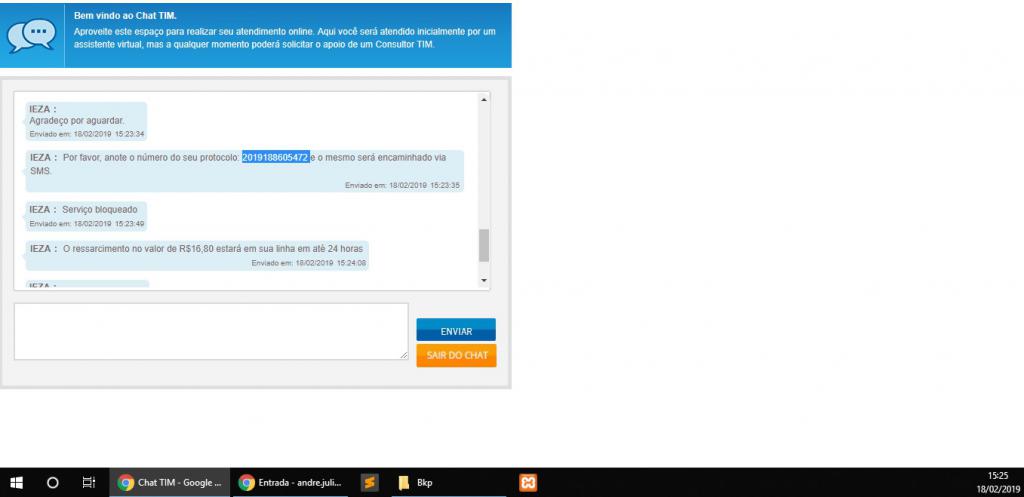 Bem vindo ao Chat TIM.
Aproveite este espaço para realizar seu atendimento online. Aqui você será atendido inicialmente por um
assistente virtual, mas a qualquer momento poderá solicitar o apoio de um Consultor TIM.
IEZA :
Agradeço por aguardar.
Enviado em: 18/02/2019 15:23:34
IEZA : Por favor, anote o número do seu protocolo: 2019188605472 e o mesmo será encaminhado via
SMS.
Enviado em: 18/02/2019 15:23:35
IEZA : Serviço bloqueado
Enviado em: 18/02/2019 15:23:49
IEZA : O ressarcimento no valor de R$16,80 estará em sua linha em atè 24 horas
Enviado em: 18/02/2019 15:24:08
IEZA :
ENVIAR
SAIR DO CHAT
Chat TIM - Google ...
Entrada - andre.juli...
Bkp
15:25
18/02/2019